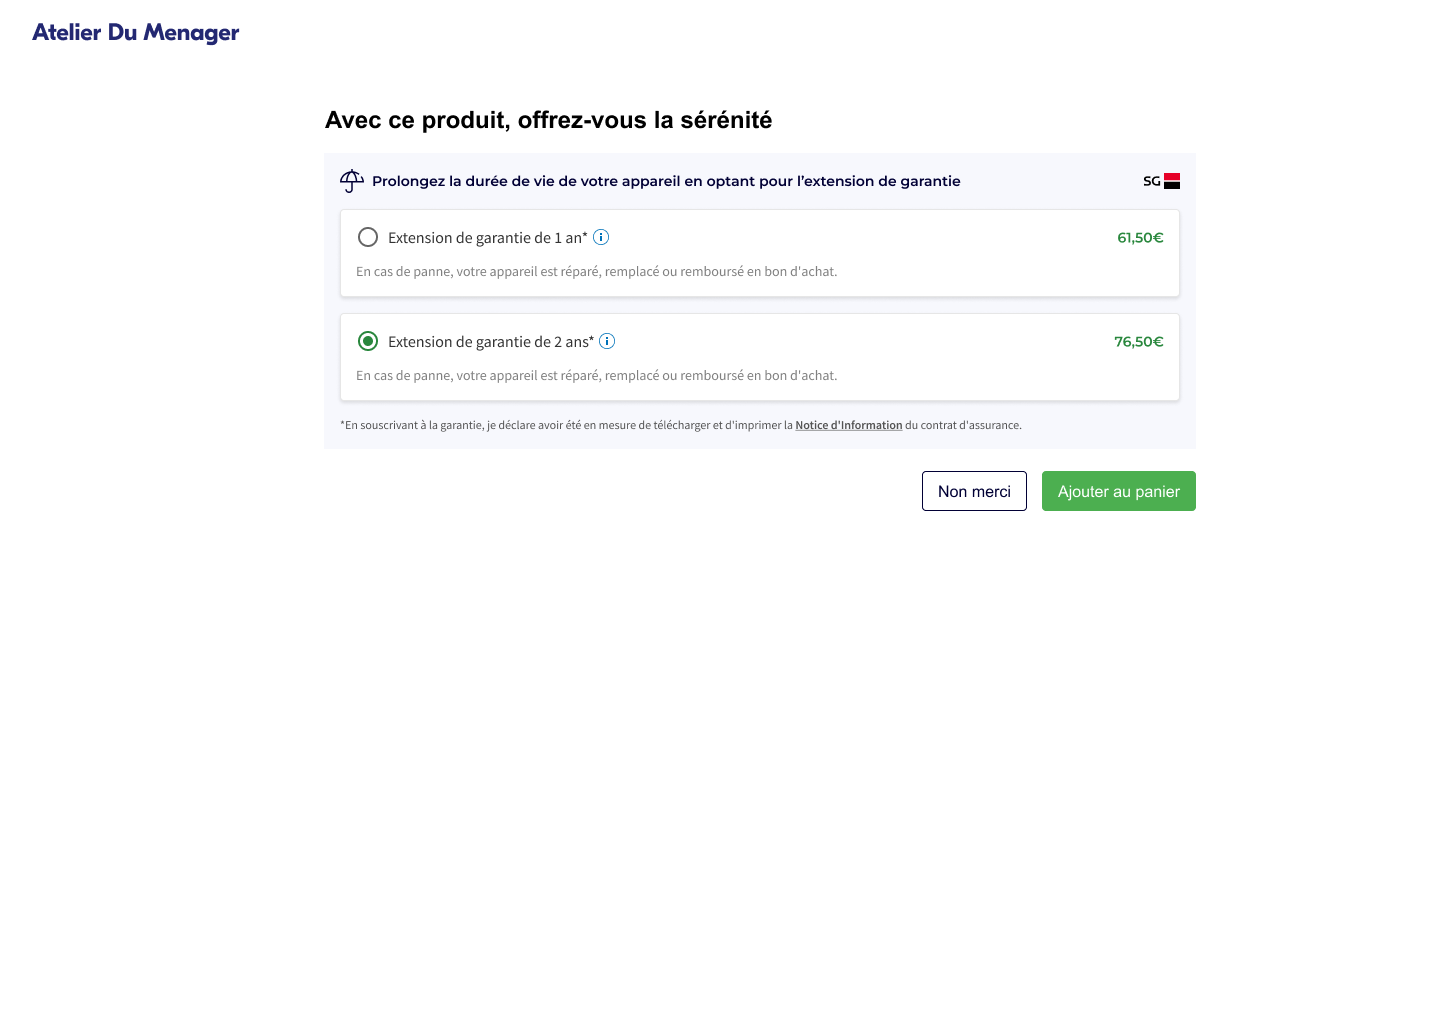 Atelier Du Menager
Avec ce produit, offrez-vous la sérénité
Prolongez la durée de vie de votre appareil en optant pour l’extension de garantie
SG
Extension de garantie de 1 an*
61,50€
En cas de panne, votre appareil est réparé, remplacé ou remboursé en bon d'achat.
Extension de garantie de 2 ans*
76,50€
En cas de panne, votre appareil est réparé, remplacé ou remboursé en bon d'achat.
*En souscrivant à la garantie, je déclare avoir été en mesure de télécharger et d'imprimer la Notice d'Information du contrat d'assurance.
Non merci
Ajouter au panier